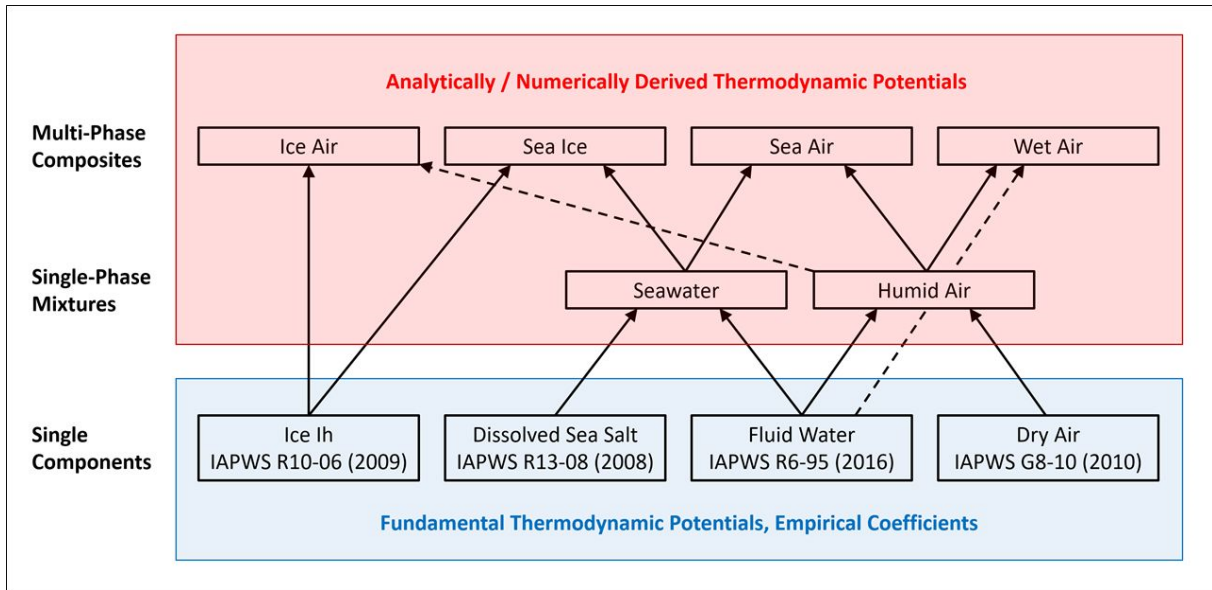 Analytically / Numerically Derived Thermodynamic Potentials
Multi-Phase
Composites
Ice Air
Sea Ice
Sea Air
Wet Air
Single-Phase
Mixtures
Seawater
Humid Air
Single
Components
Ice Ih
IAPWS R10-06 (2009)
Dissolved Sea Salt
IAPWS R13-08 (2008)
Fluid Water
IAPWS R6-95 (2016)
Dry Air
IAPWS G8-10 (2010)
Fundamental Thermodynamic Potentials, Empirical Coefficients